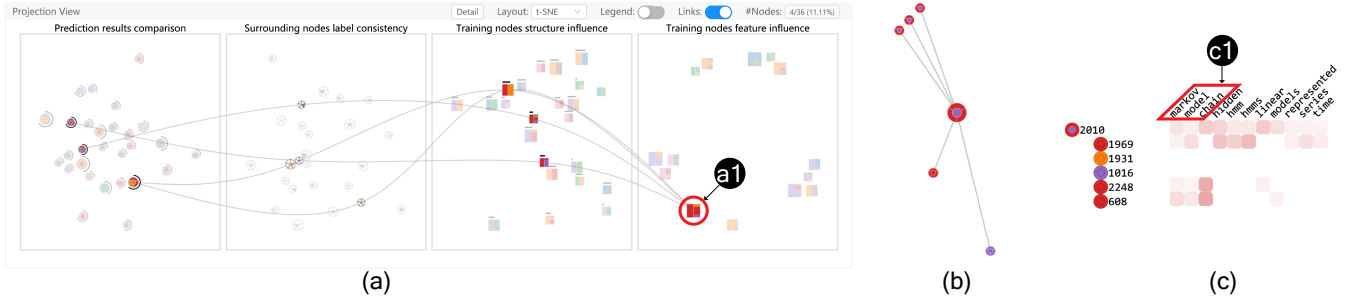 Projection View
Detail Layout: t-SNE Legend: Links: #Nodes: 4/36 (11.11%)
Prediction results comparison
Surrounding nodes label consistency
Training nodes structure influence
Training nodes feature influence
a1
(a)
(b)
c1
markov
model
chain
hidden
hmm
hmms
linear
models
represented
series
time
2010
1969
1931
1016
2248
608
(c)